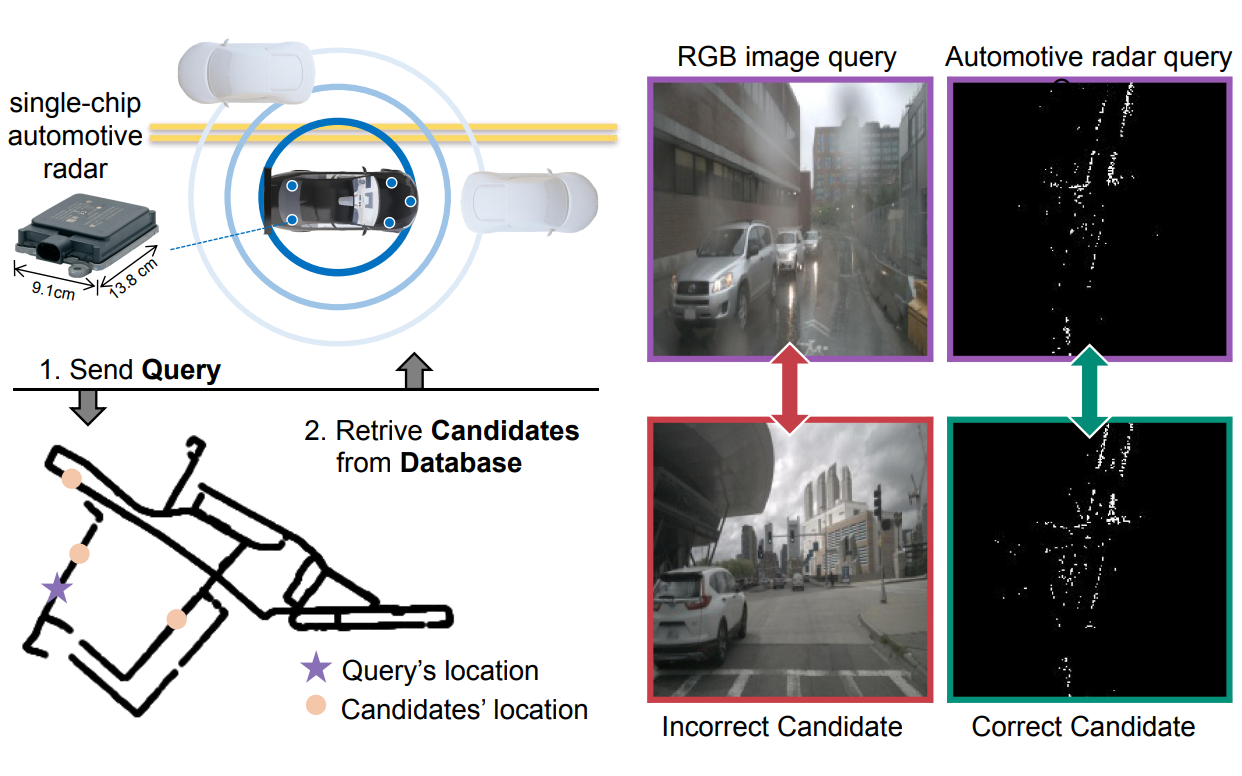 single-chip
automotive
radar
9.1cm
13.8 cm
1. Send Query
2. Retrive Candidates
from Database
Query's location
Candidates' location
RGB image query
Automotive radar query
Incorrect Candidate
Correct Candidate